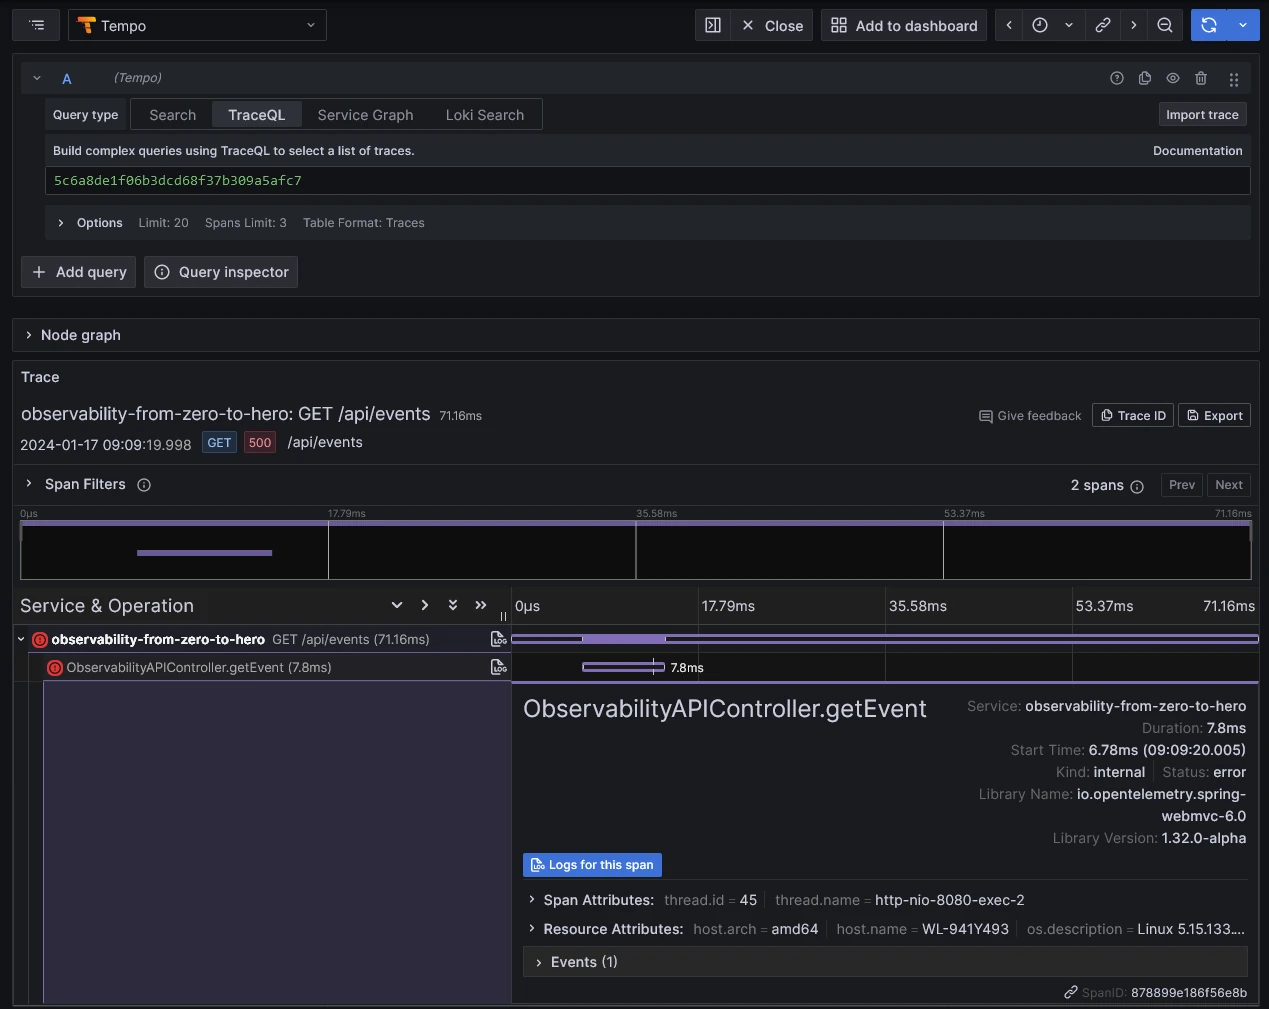 Tempo
Close
Add to dashboard
A
(Tempo)
Query type
Search
TraceQL
Service Graph
Loki Search
Import trace
Build complex queries using TraceQL to select a list of traces.
Documentation
5c6a8de1f06b3dcd68f37b309a5afc7
Options Limit: 20 Spans Limit: 3 Table Format: Traces
+ Add query
Query inspector
Node graph
Trace
observability-from-zero-to-hero: GET /api/events 71.16ms
Give feedback
Trace ID
Export
2024-01-17 09:09:19.998 GET 500 /api/events
Span Filters
2 spans
Prev
Next
0µs 17.79ms 35.58ms 53.37ms 71.16ms
Service & Operation
0µs 17.79ms 35.58ms 53.37ms 71.16ms
observability-from-zero-to-hero GET /api/events (71.16ms)
ObservabilityAPIController.getEvent (7.8ms)
7.8ms
ObservabilityAPIController.getEvent
Service: observability-from-zero-to-hero
Duration: 7.8ms
Start Time: 6.78ms (09:09:20.005)
Kind: internal Status: error
Library Name: io.opentelemetry.spring-
webmvc-6.0
Library Version: 1.32.0-alpha
Logs for this span
Span Attributes: thread.id = 45 thread.name = http-nio-8080-exec-2
Resource Attributes: host.arch = amd64 host.name = WL-941Y493 os.description = Linux 5.15.133....
Events (1)
SpanID: 878899e186f56e8b